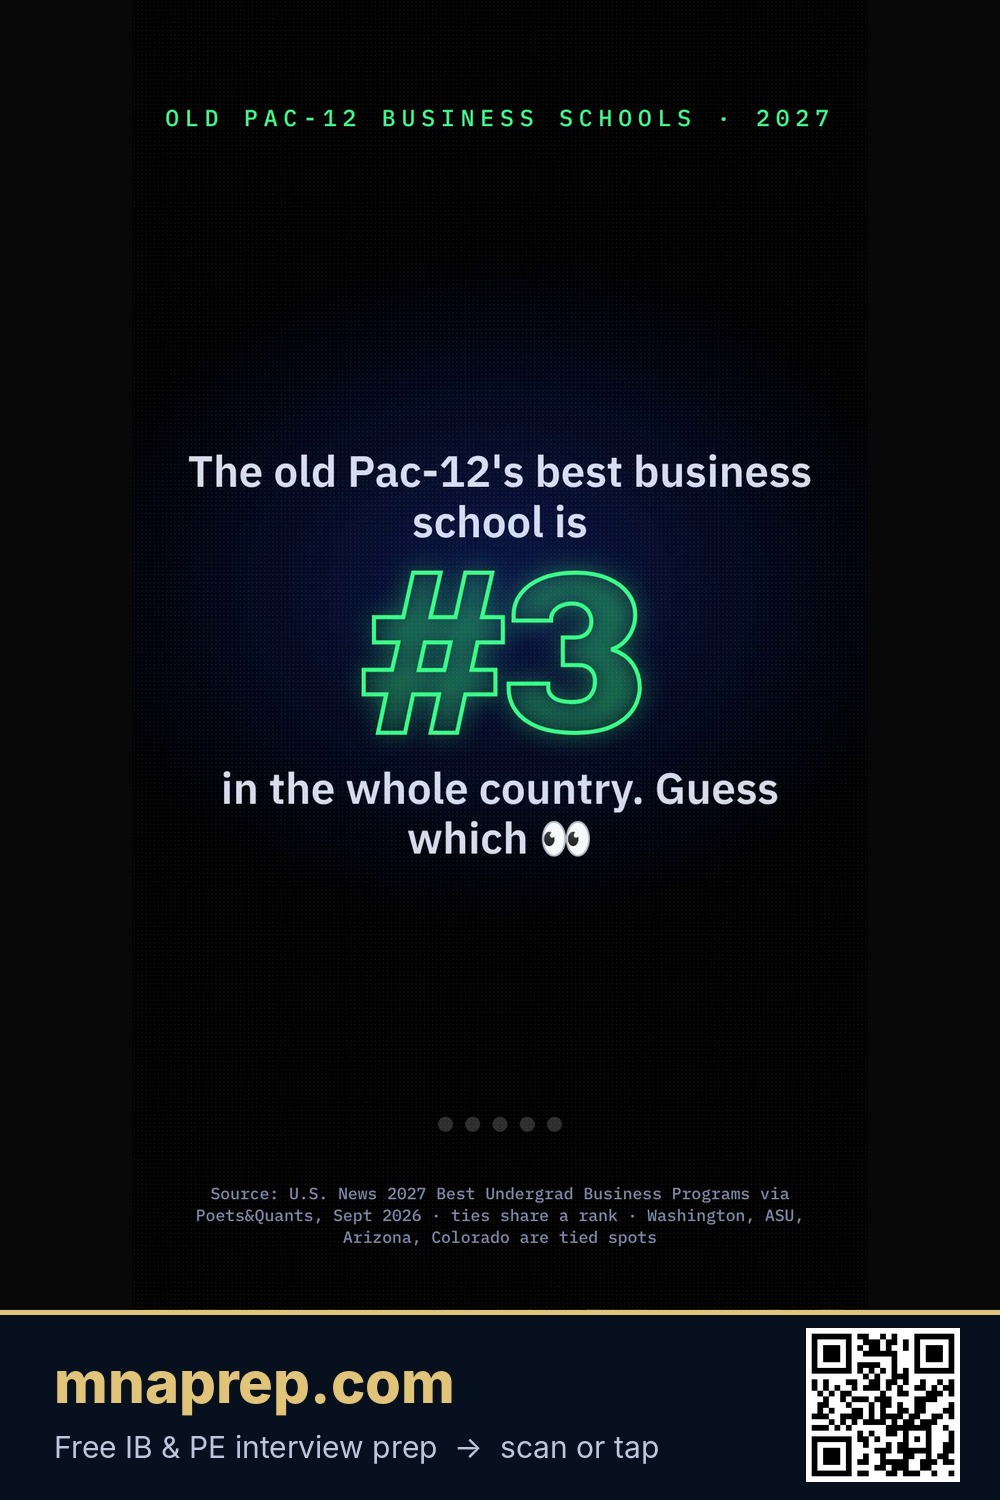 OLD PAC-12 BUSINESS SCHOOLS · 2027
The old Pac-12's best business
school is
#3
in the whole country. Guess
which 👀
Source: U.S. News 2027 Best Undergrad Business Programs via
Poets&Quants, Sept 2026 · ties share a rank · Washington, ASU,
Arizona, Colorado are tied spots
mnaprep.com
Free IB & PE interview prep → scan or tap